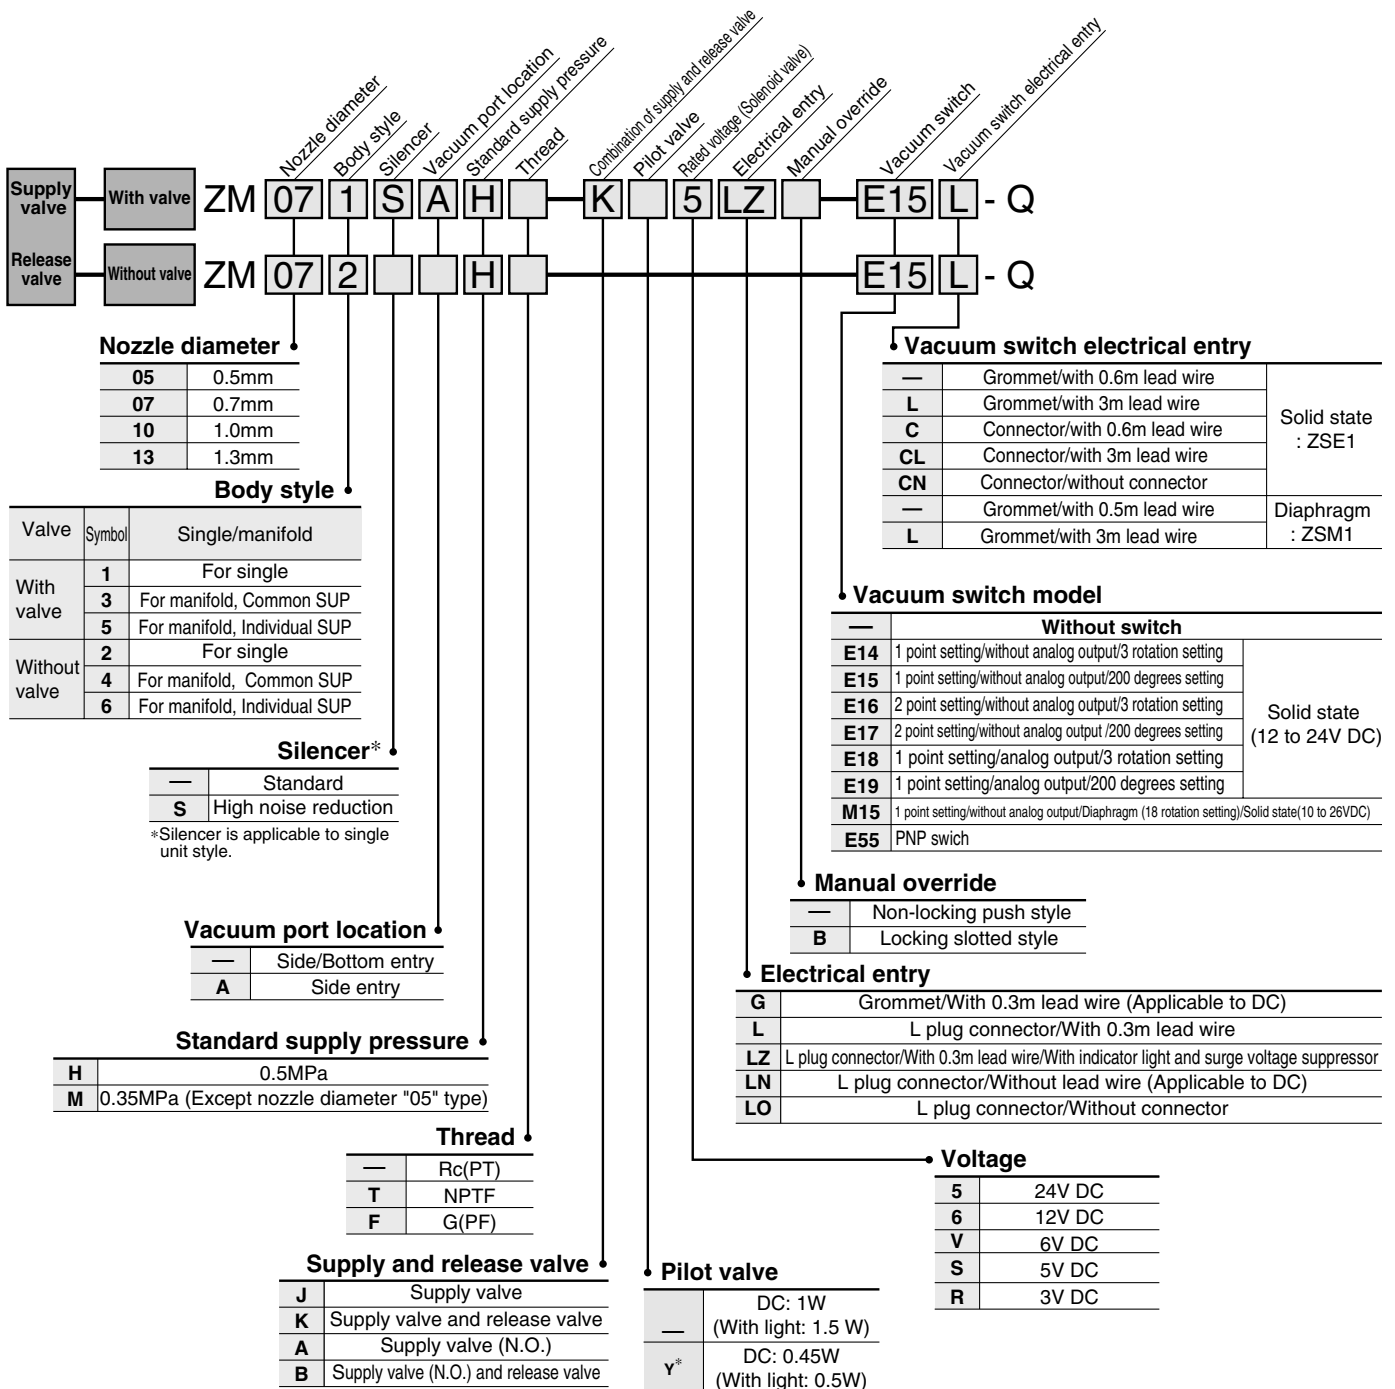 Nozzle diameter
Body style
Silencer
Vacuum port location
Standard supply pressure
Thread
Combination of supply and release valve
Pilot valve
Rated voltage (Solenoid valve)
Electrical entry
Manual override
Vacuum switch
Vacuum switch electrical entry
Supply valve With valve ZM 07 1 S A H K 5 LZ E15 L - Q
Release valve Without valve ZM 07 2 H E15 L - Q
Nozzle diameter
05 0.5mm
07 0.7mm
10 1.0mm
13 1.3mm
Body style
Valve Symbol Single/manifold
With valve
1 For single
3 For manifold, Common SUP
5 For manifold, Individual SUP
Without valve
2 For single
4 For manifold, Common SUP
6 For manifold, Individual SUP
Silencer*
— Standard
S High noise reduction
*Silencer is applicable to single
unit style.
Vacuum port location
— Side/Bottom entry
A Side entry
Standard supply pressure
H 0.5MPa
M 0.35MPa (Except nozzle diameter "05" type)
Thread
— Rc(PT)
T NPTF
F G(PF)
Supply and release valve
J Supply valve
K Supply valve and release valve
A Supply valve (N.O.)
B Supply valve (N.O.) and release valve
Pilot valve
— DC: 1W
(With light: 1.5 W)
Y* DC: 0.45W
(With light: 0.5W)
Voltage
5 24V DC
6 12V DC
V 6V DC
S 5V DC
R 3V DC
Electrical entry
G Grommet/With 0.3m lead wire (Applicable to DC)
L L plug connector/With 0.3m lead wire
LZ L plug connector/With 0.3m lead wire/With indicator light and surge voltage suppressor
LN L plug connector/Without lead wire (Applicable to DC)
LO L plug connector/Without connector
Manual override
— Non-locking push style
B Locking slotted style
Vacuum switch model
— Without switch
E14 1 point setting/without analog output/3 rotation setting
E15 1 point setting/without analog output/200 degrees setting
E16 2 point setting/without analog output/3 rotation setting
E17 2 point setting/without analog output /200 degrees setting
E18 1 point setting/analog output/3 rotation setting
E19 1 point setting/analog output/200 degrees setting
Solid state
(12 to 24V DC)
M15 1 point setting/without analog output/Diaphragm (18 rotation setting)/Solid state(10 to 26VDC)
E55 PNP swich
Vacuum switch electrical entry
— Grommet/with 0.6m lead wire
L Grommet/with 3m lead wire
C Connector/with 0.6m lead wire
CL Connector/with 3m lead wire
CN Connector/without connector
Solid state
: ZSE1
— Grommet/with 0.5m lead wire
L Grommet/with 3m lead wire
Diaphragm
: ZSM1